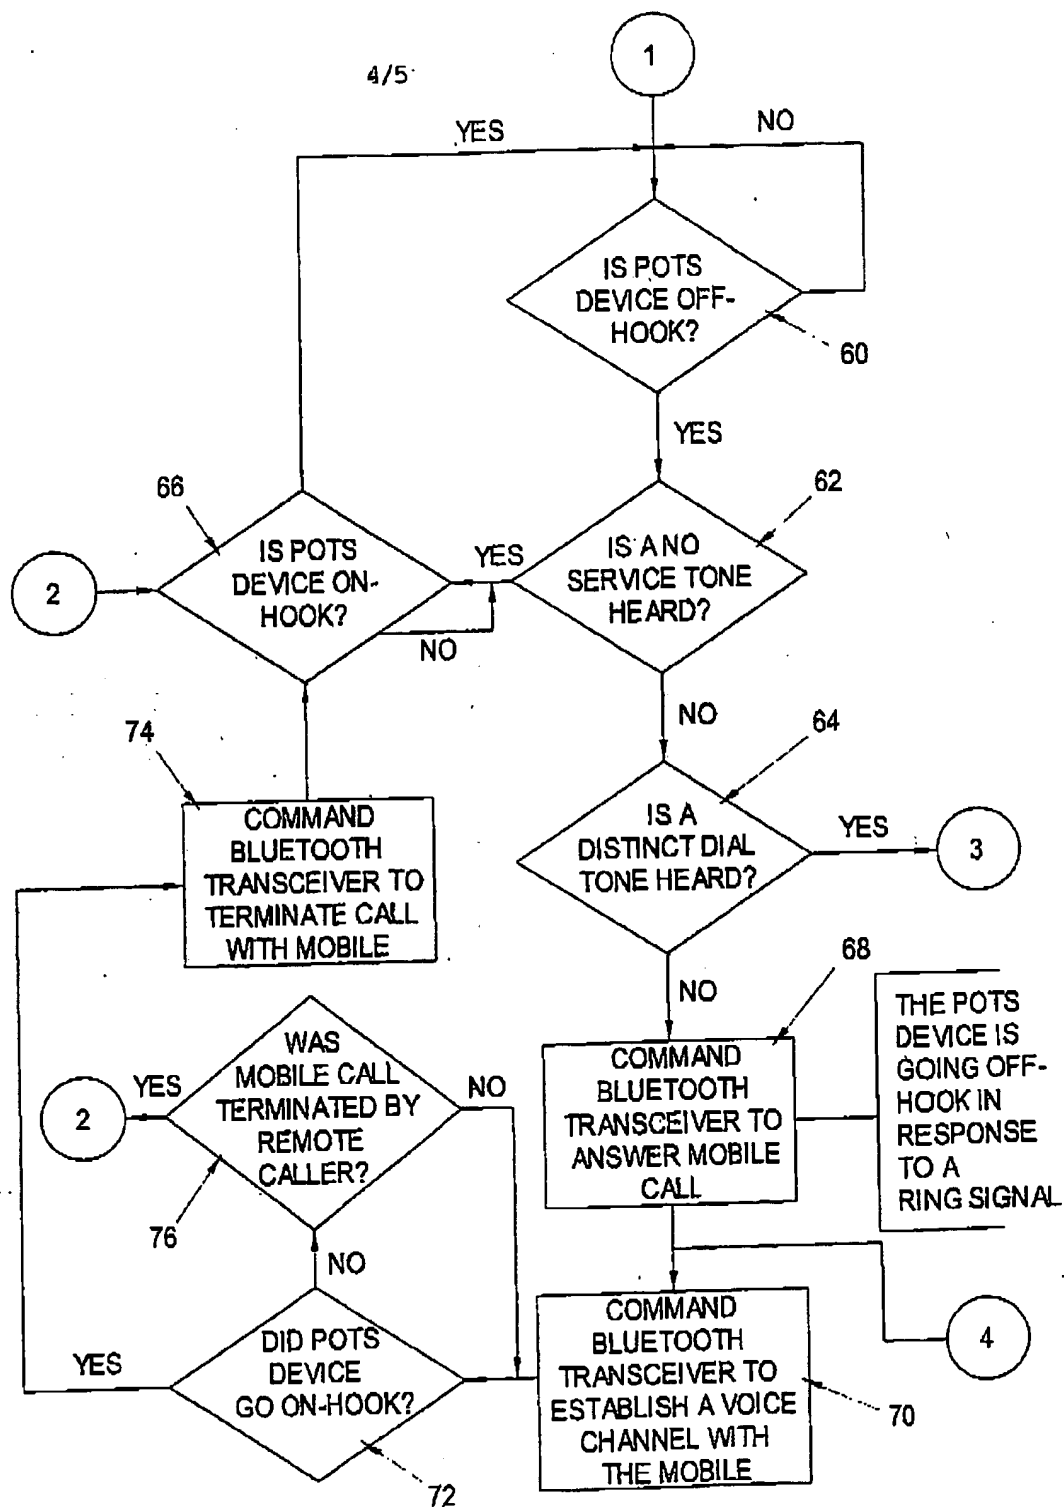 4/5
1
YES
NO
IS POTS
DEVICE OFF-
HOOK?
60
YES
66
62
2
IS POTS
DEVICE ON-
HOOK?
YES
NO
IS A NO
SERVICE TONE
HEARD?
NO
74
64
COMMAND
BLUETOOTH
TRANSCEIVER TO
TERMINATE CALL
WITH MOBILE
IS A
DISTINCT DIAL
TONE HEARD?
YES
3
NO
68
2
YES
WAS
MOBILE CALL
TERMINATED BY
REMOTE
CALLER?
NO
76
COMMAND
BLUETOOTH
TRANSCEIVER TO
ANSWER MOBILE
CALL
THE POTS
DEVICE IS
GOING OFF-
HOOK IN
RESPONSE
TO A
RING SIGNAL
NO
YES
DID POTS
DEVICE
GO ON-HOOK?
72
COMMAND
BLUETOOTH
TRANSCEIVER TO
ESTABLISH A VOICE
CHANNEL WITH
THE MOBILE
70
4